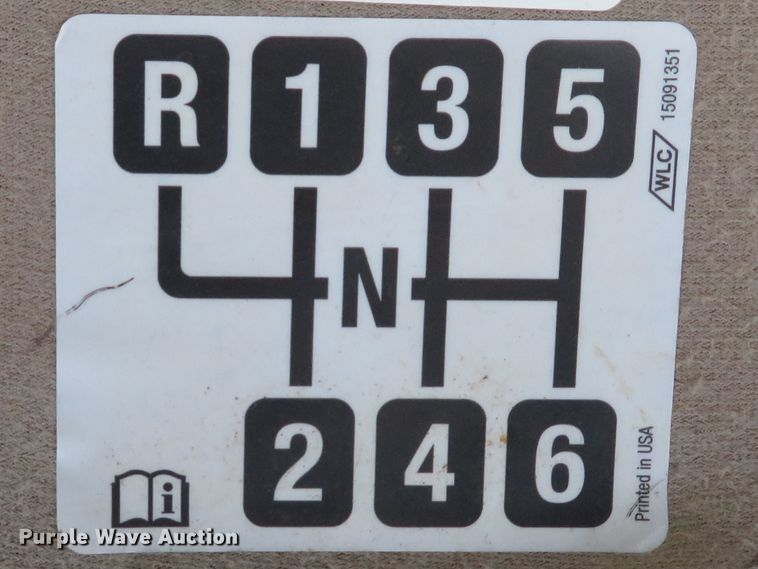 R 1 3 5
N
2 4 6
15091351
WLC
Printed in USA
i
Purple Wave Auction